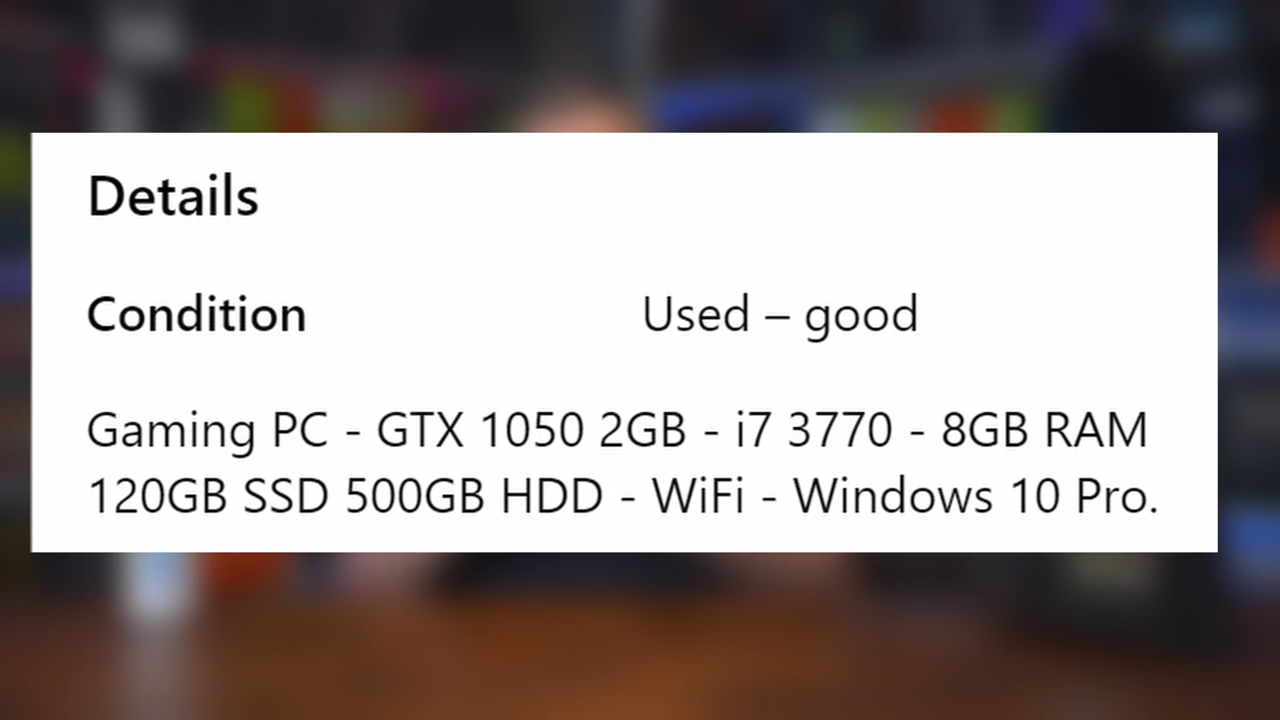 Details
Condition Used – good
Gaming PC - GTX 1050 2GB - i7 3770 - 8GB RAM
120GB SSD 500GB HDD - WiFi - Windows 10 Pro.